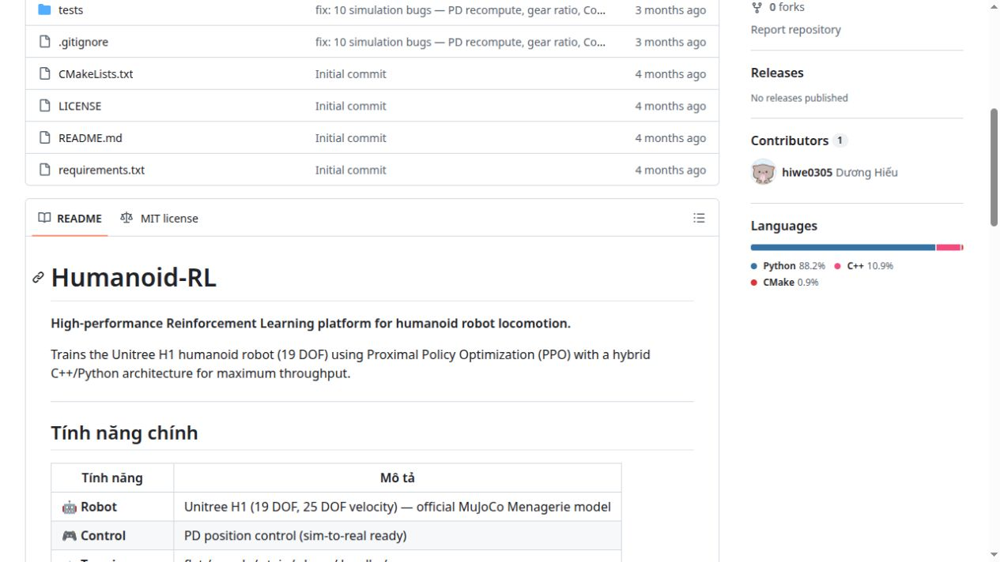 tests fix: 10 simulation bugs — PD recompute, gear ratio, Co... 3 months ago
.gitignore fix: 10 simulation bugs — PD recompute, gear ratio, Co... 3 months ago
CMakeLists.txt Initial commit 4 months ago
LICENSE Initial commit 4 months ago
README.md Initial commit 4 months ago
requirements.txt Initial commit 4 months ago
README MIT license
Humanoid-RL
High-performance Reinforcement Learning platform for humanoid robot locomotion.
Trains the Unitree H1 humanoid robot (19 DOF) using Proximal Policy Optimization (PPO) with a hybrid
C++/Python architecture for maximum throughput.
Tính năng chính
Tính năng Mô tả
🤖 Robot Unitree H1 (19 DOF, 25 DOF velocity) — official MuJoCo Menagerie model
🎮 Control PD position control (sim-to-real ready)
0 forks
Report repository
Releases
No releases published
Contributors 1
hiwe0305 Dương Hiếu
Languages
Python 88.2% C++ 10.9%
CMake 0.9%